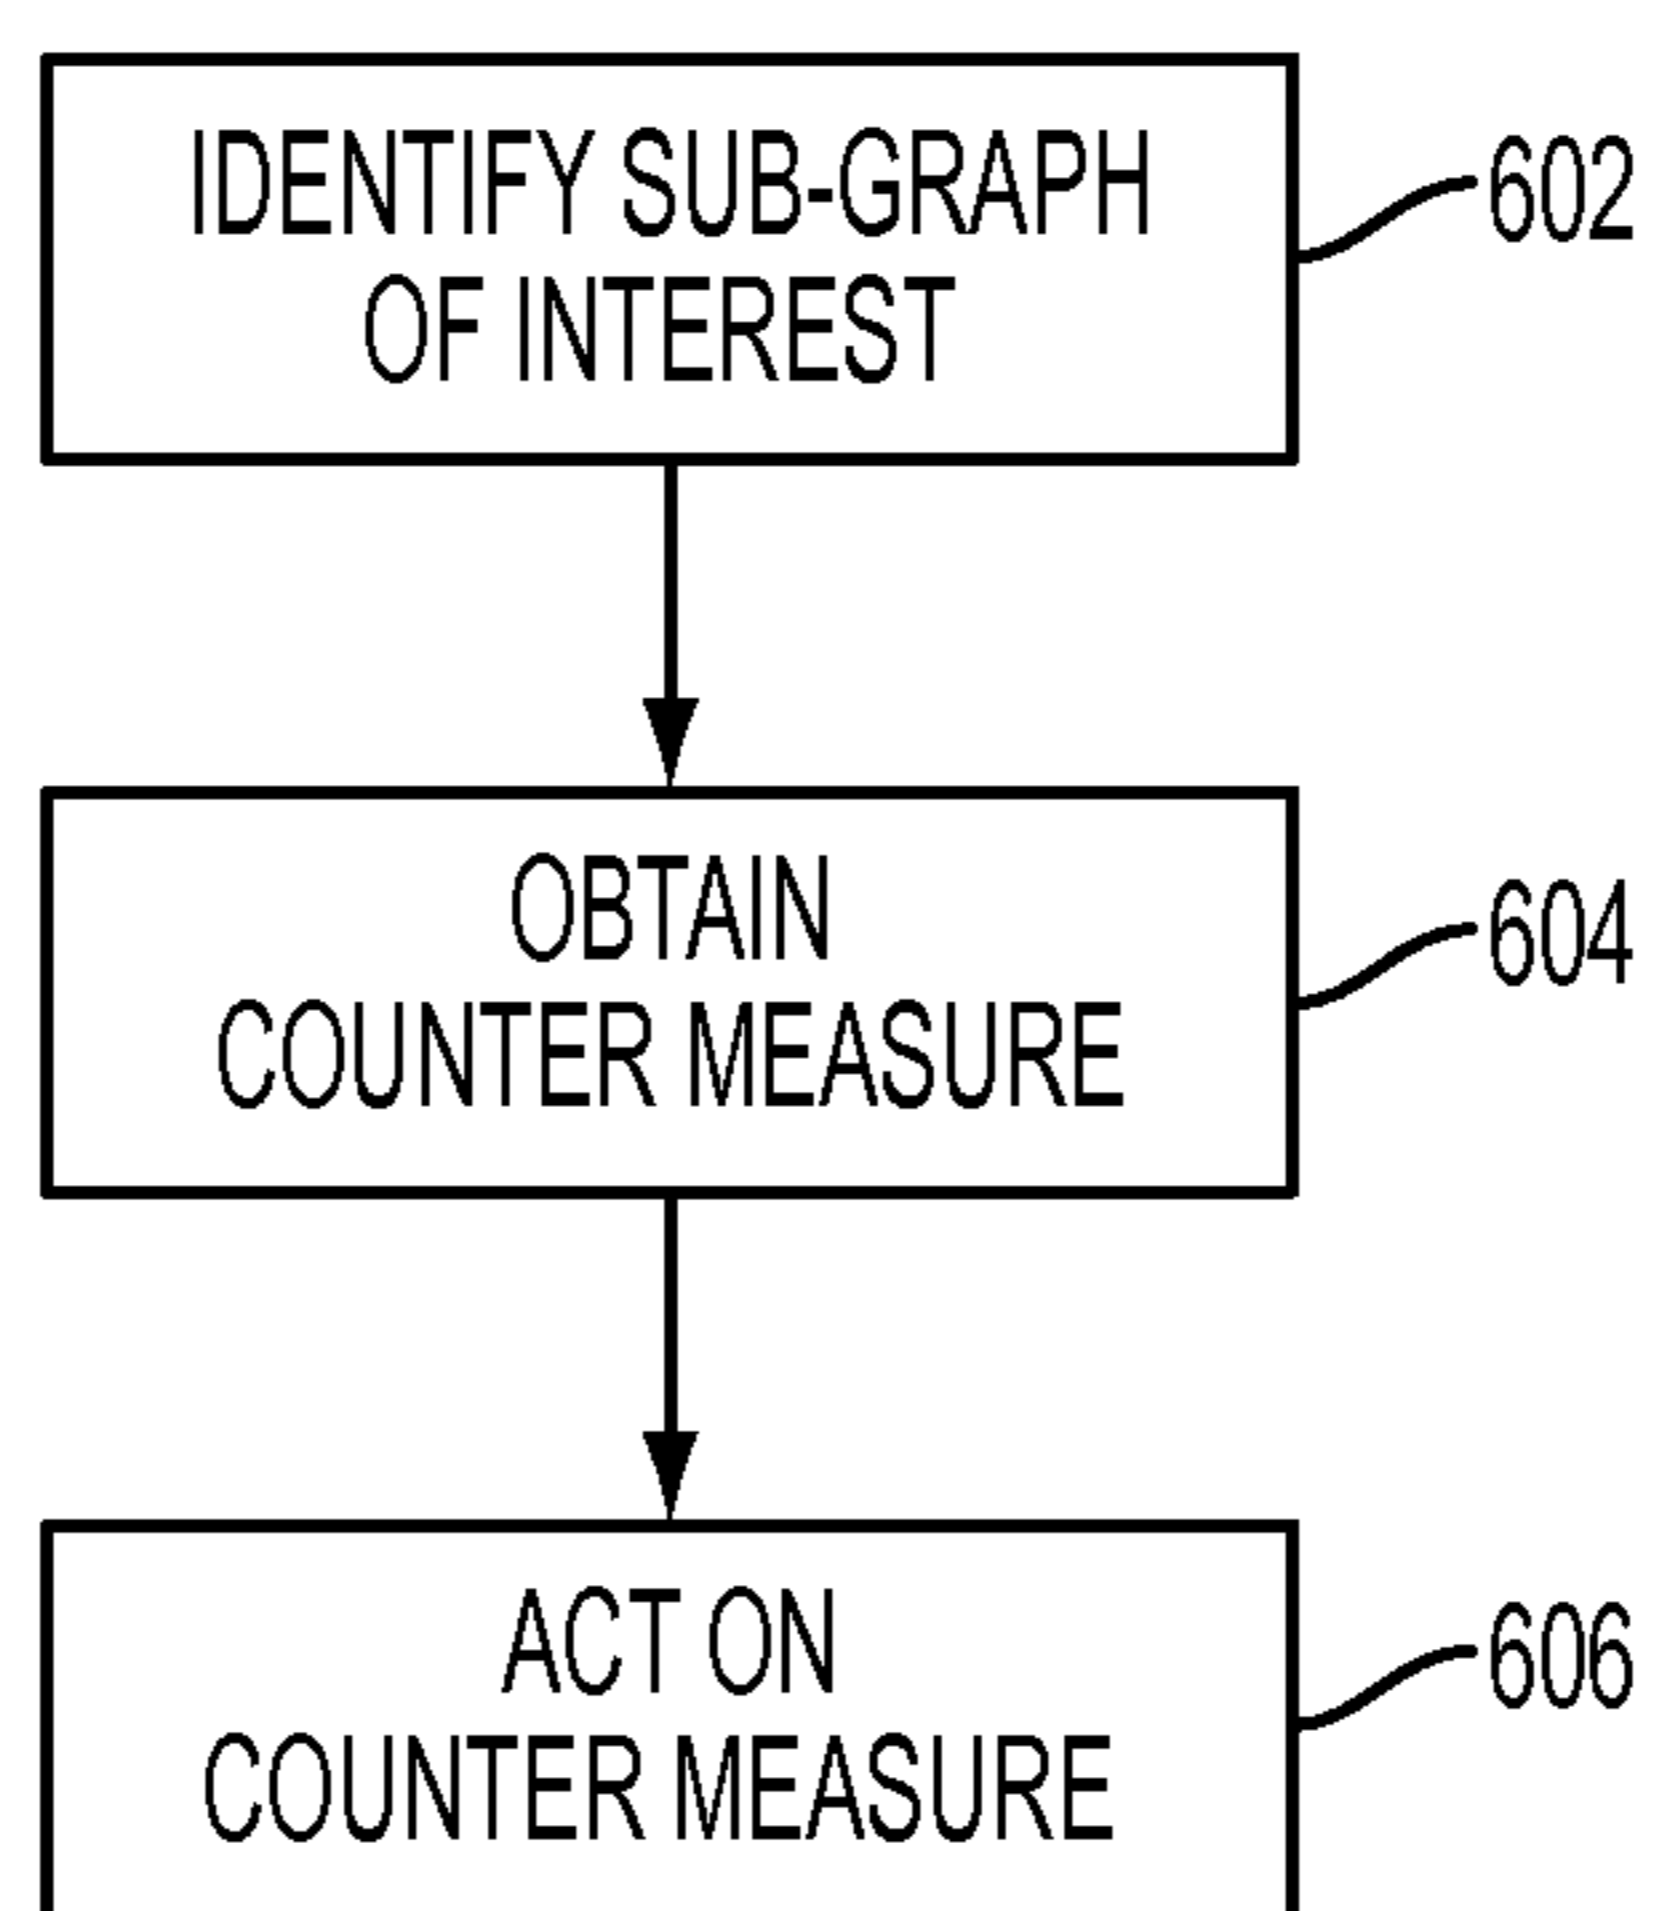 IDENTIFY SUB-GRAPH
OF INTEREST
602
OBTAIN
COUNTER MEASURE
604
ACT ON
COUNTER MEASURE
606